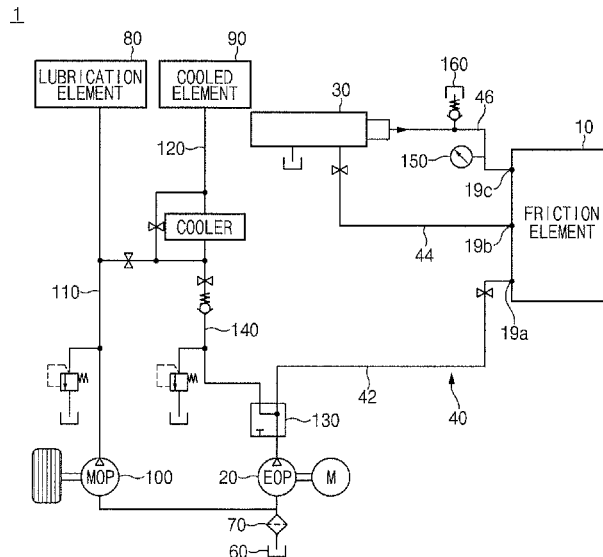 1
80
90
LUBRICATION
ELEMENT
COOLED
ELEMENT
160
30
46
10
120
150
19c
COOLER
19b
FRICTION
ELEMENT
44
110
19a
140
42
40
130
MOP
100
20
EOP
M
70
60